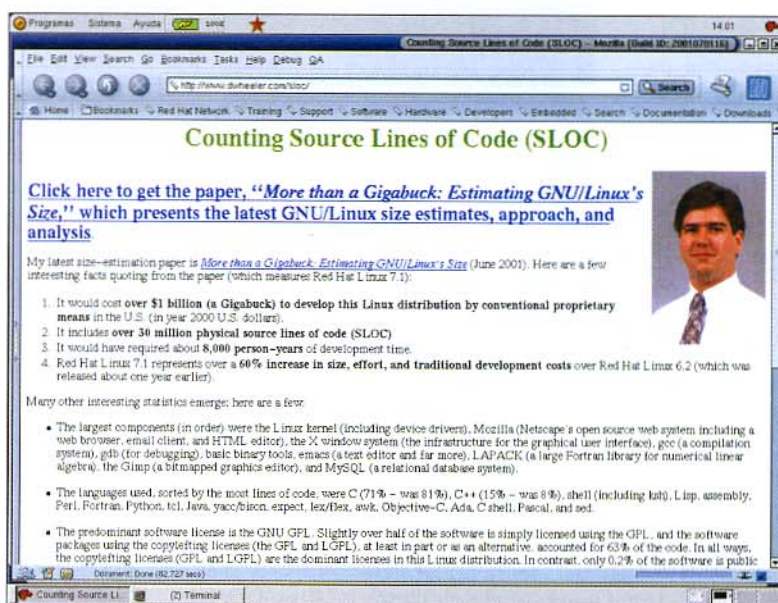 Programas Sistema Ayuda 14:01
Counting Source Lines of Code (SLOC) - Mozilla {Build ID: 2001070116}
File Edit View Search Go Bookmarks Tasks Help Debug QA
http://www.dwheeler.com/sloc/ Search
Home Bookmarks Red Hat Network Training Support Software Hardware Developers Embedded Search Documentation Downloads
Counting Source Lines of Code (SLOC)
Click here to get the paper, "More than a Gigabuck: Estimating GNU/Linux's
Size," which presents the latest GNU/Linux size estimates, approach, and
analysis.
My latest size-estimation paper is More than a Gigabuck: Estimating GNU/Linux's Size (June 2001). Here are a few
interesting facts quoting from the paper (which measures Red Hat Linux 7.1):
1. It would cost over $1 billion (a Gigabuck) to develop this Linux distribution by conventional proprietary
means in the U.S. (in year 2000 U.S. dollars).
2. It includes over 30 million physical source lines of code (SLOC)
3. It would have required about 8,000 person-years of development time.
4. Red Hat Linux 7.1 represents over a 60% increase in size, effort, and traditional development costs over Red Hat Linux 6.2 (which was
released about one year earlier).
Many other interesting statistics emerge; here are a few:
• The largest components (in order) were the Linux kernel (including device drivers), Mozilla (Netscape's open source web system including a
web browser, email client, and HTML editor), the X window system (the infrastructure for the graphical user interface), gcc (a compilation
system), gdb (for debugging), basic binary tools, emacs (a text editor and far more), LAPACK (a large Fortran library for numerical linear
algebra), the Gimp (a bitmapped graphics editor), and MySQL (a relational database system).
• The languages used, sorted by the most lines of code, were C (71% - was 81%), C++ (15% - was 8%), shell (including ksh), Lisp, assembly,
Perl, Fortran, Python, tcl, Java, yacc/bison, expect, lex/flex, awk, Objective-C, Ada, C shell, Pascal, and sed.
• The predominant software license is the GNU GPL. Slightly over half of the software is simply licensed using the GPL, and the software
packages using the copylefting licenses (the GPL and LGPL), at least in part or as an alternative, accounted for 63% of the code. In all ways,
the copylefting licenses (GPL and LGPL) are the dominant licenses in this Linux distribution. In contrast, only 0.2% of the software is public
Document: Done (62.727 secs)
Counting Source Li... (2) Terminal